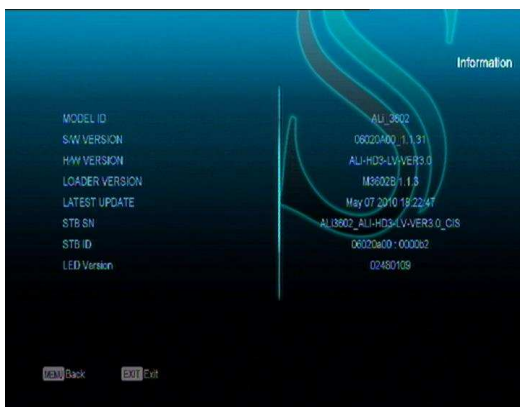 Information
MODEL ID ALi_3602
S/W VERSION 06020A00_1.1.31
H/W VERSION ALI-HD3-LV-VER3.0
LOADER VERSION M3602B 1.1.3
LATEST UPDATE May 07 2010 18:22:47
STB SN ALI3602_ALI-HD3-LV-VER3.0_CIS
STB ID 06020a00 : 0000b2
LED Version 02480109
MENU Back EXIT Exit